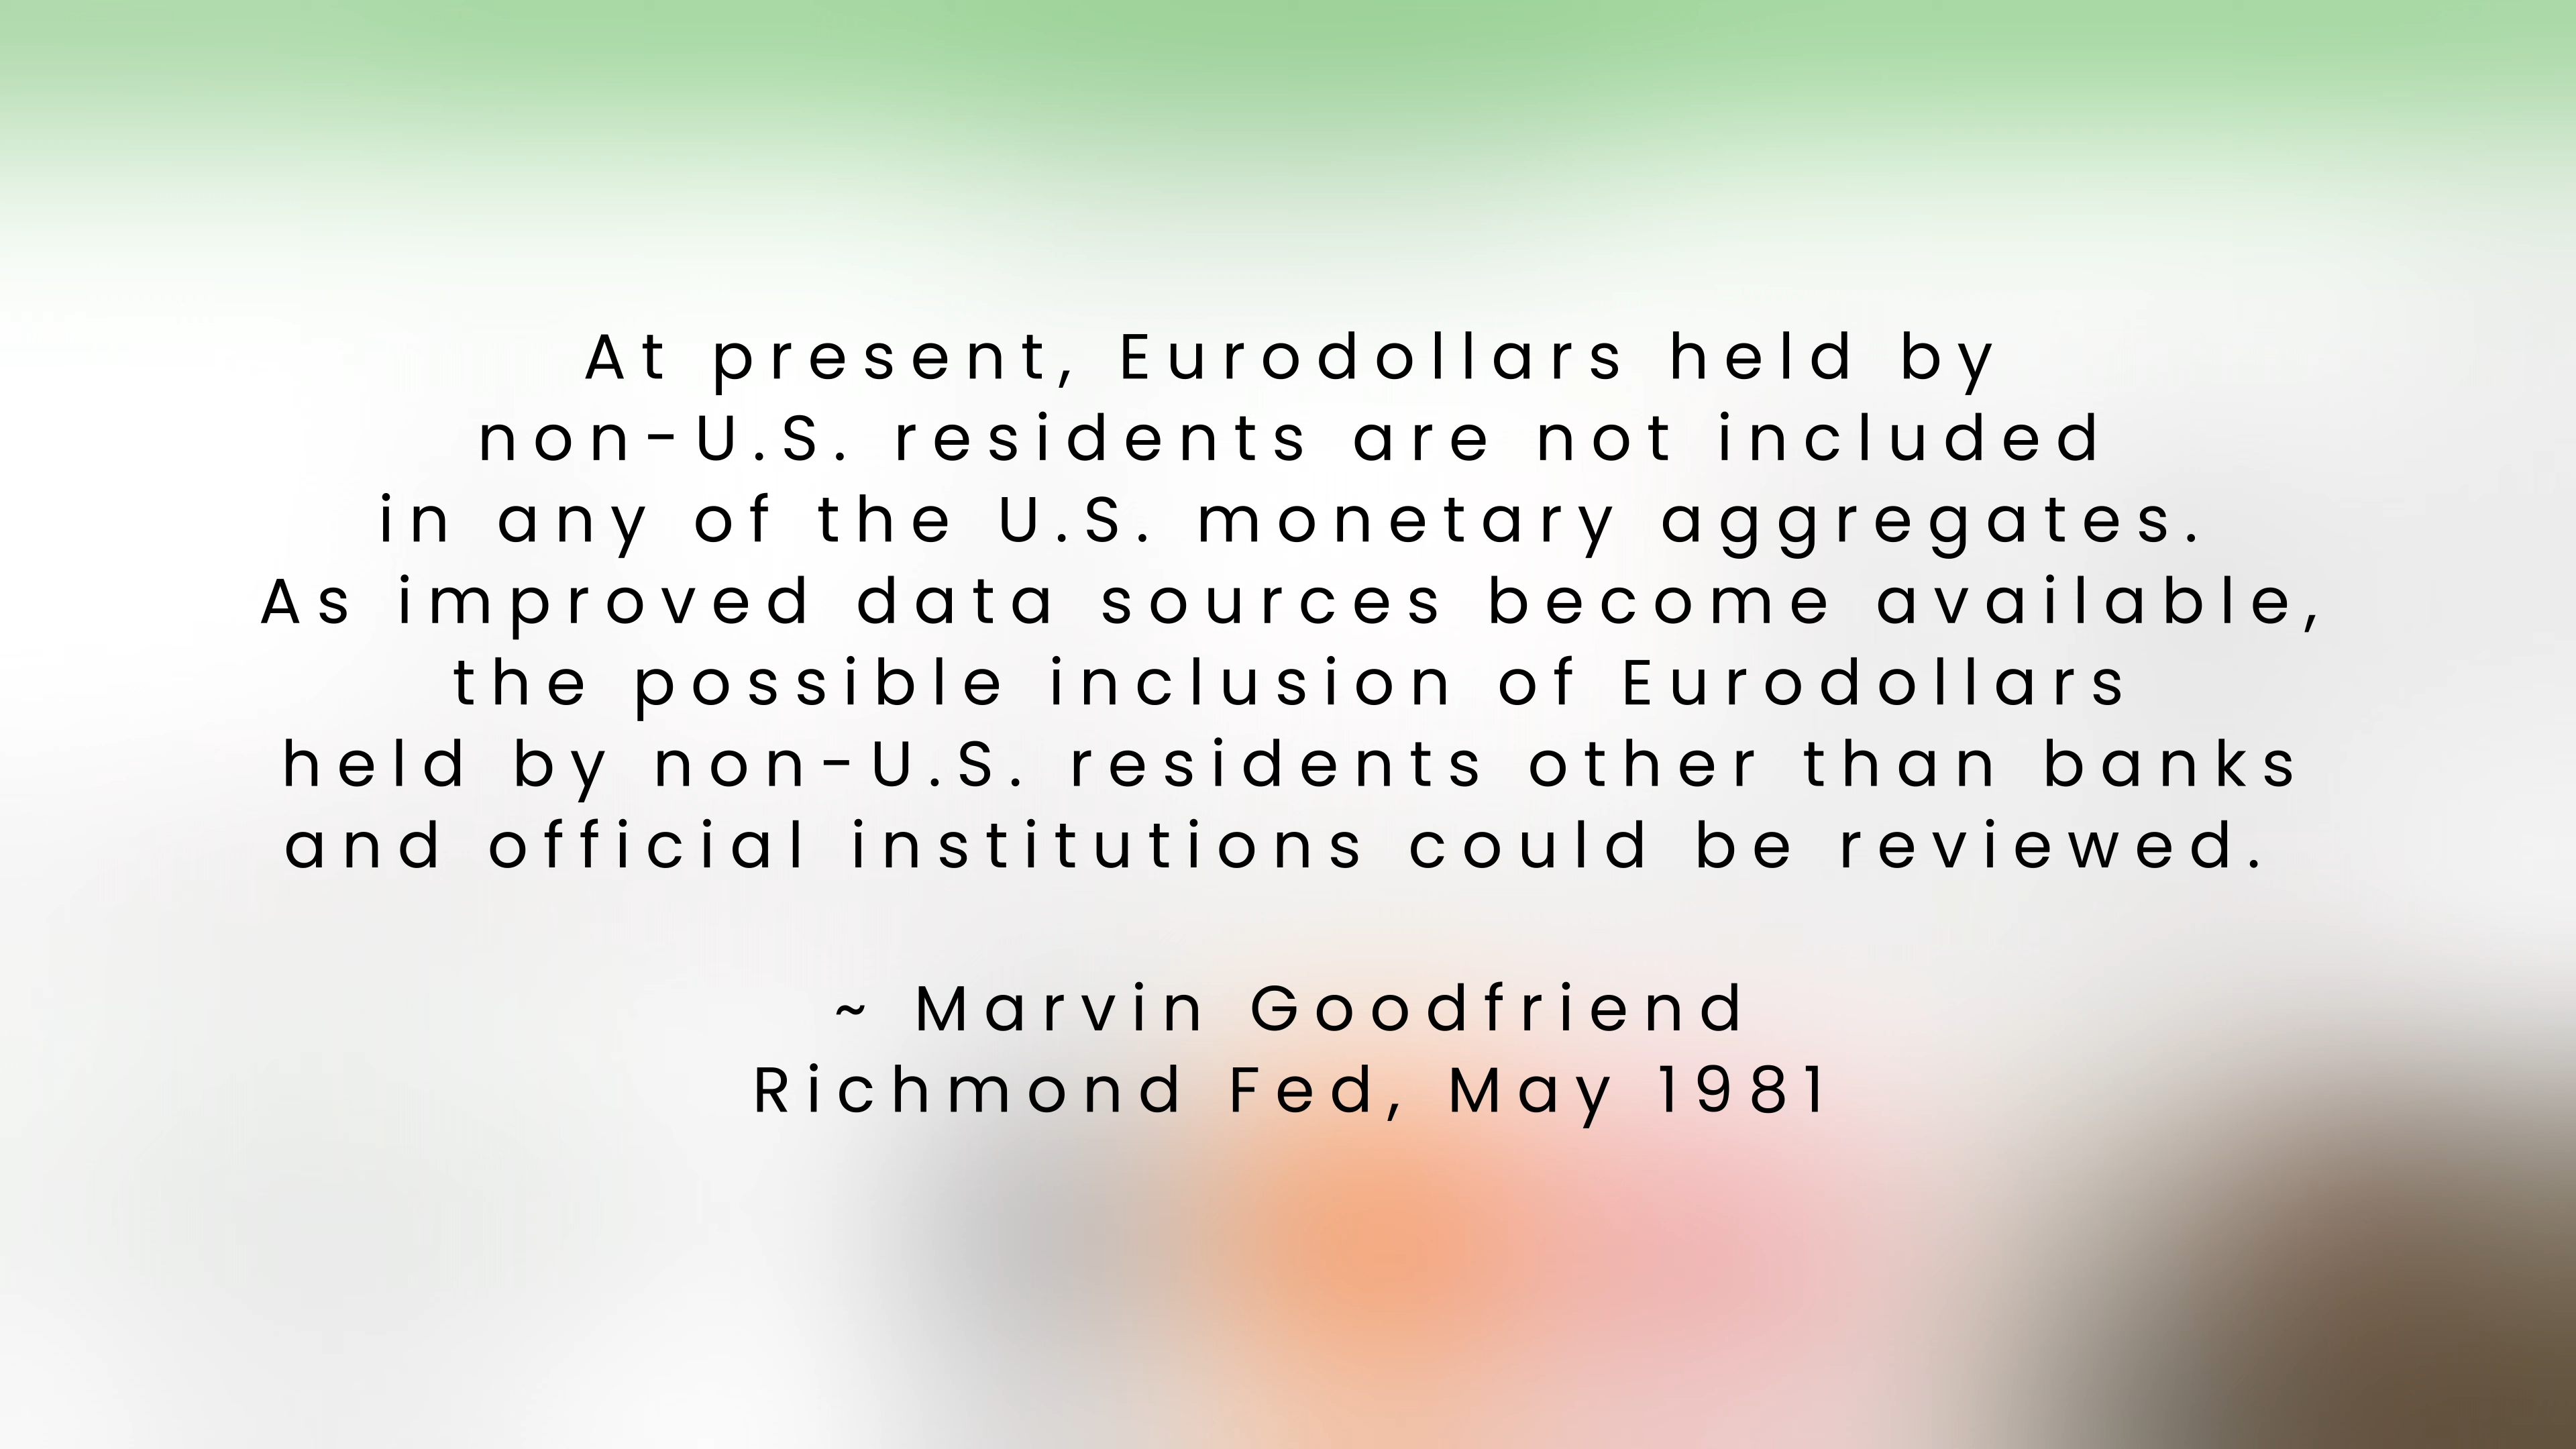 At present, Eurodollars held by
non-U.S. residents are not included
in any of the U.S. monetary aggregates.
As improved data sources become available,
the possible inclusion of Eurodollars
held by non-U.S. residents other than banks
and official institutions could be reviewed.
~ Marvin Goodfriend
Richmond Fed, May 1981